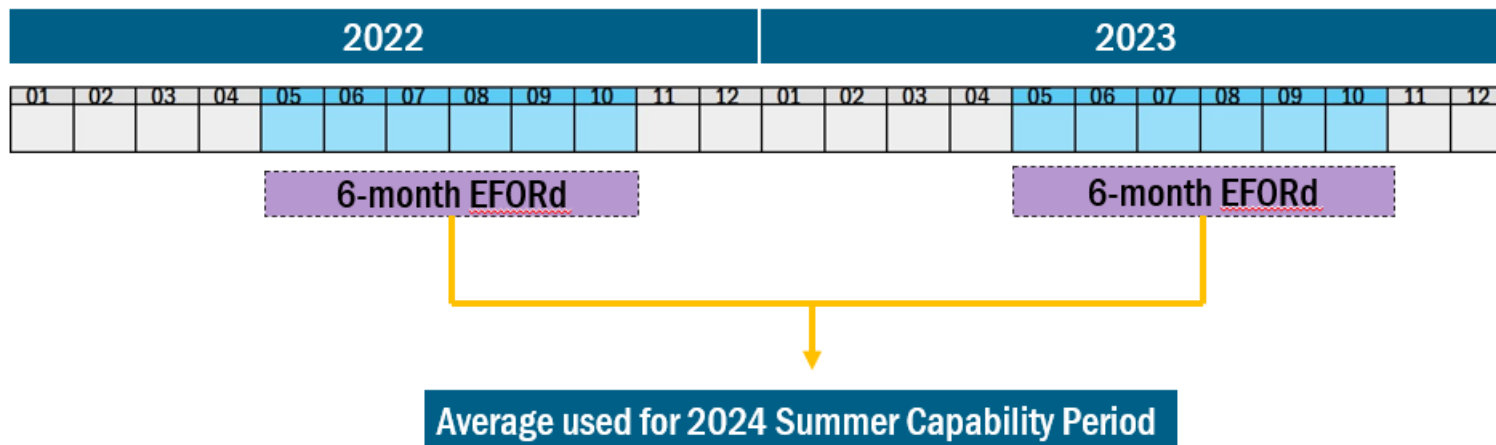 2022 2023
01 02 03 04 05 06 07 08 09 10 11 12 01 02 03 04 05 06 07 08 09 10 11 12
6-month EFORd 6-month EFORd
Average used for 2024 Summer Capability Period